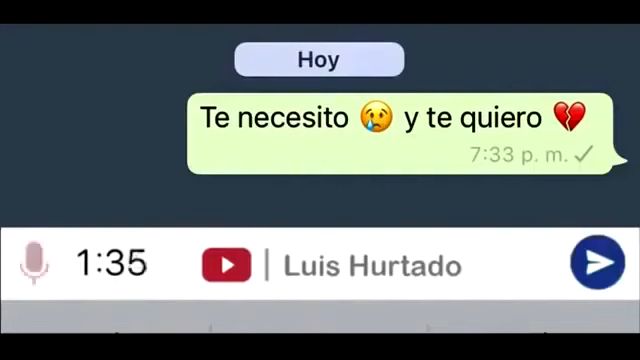 Hoy
Te necesito 😢 y te quiero 💔
7:33 p. m.
1:35 | Luis Hurtado